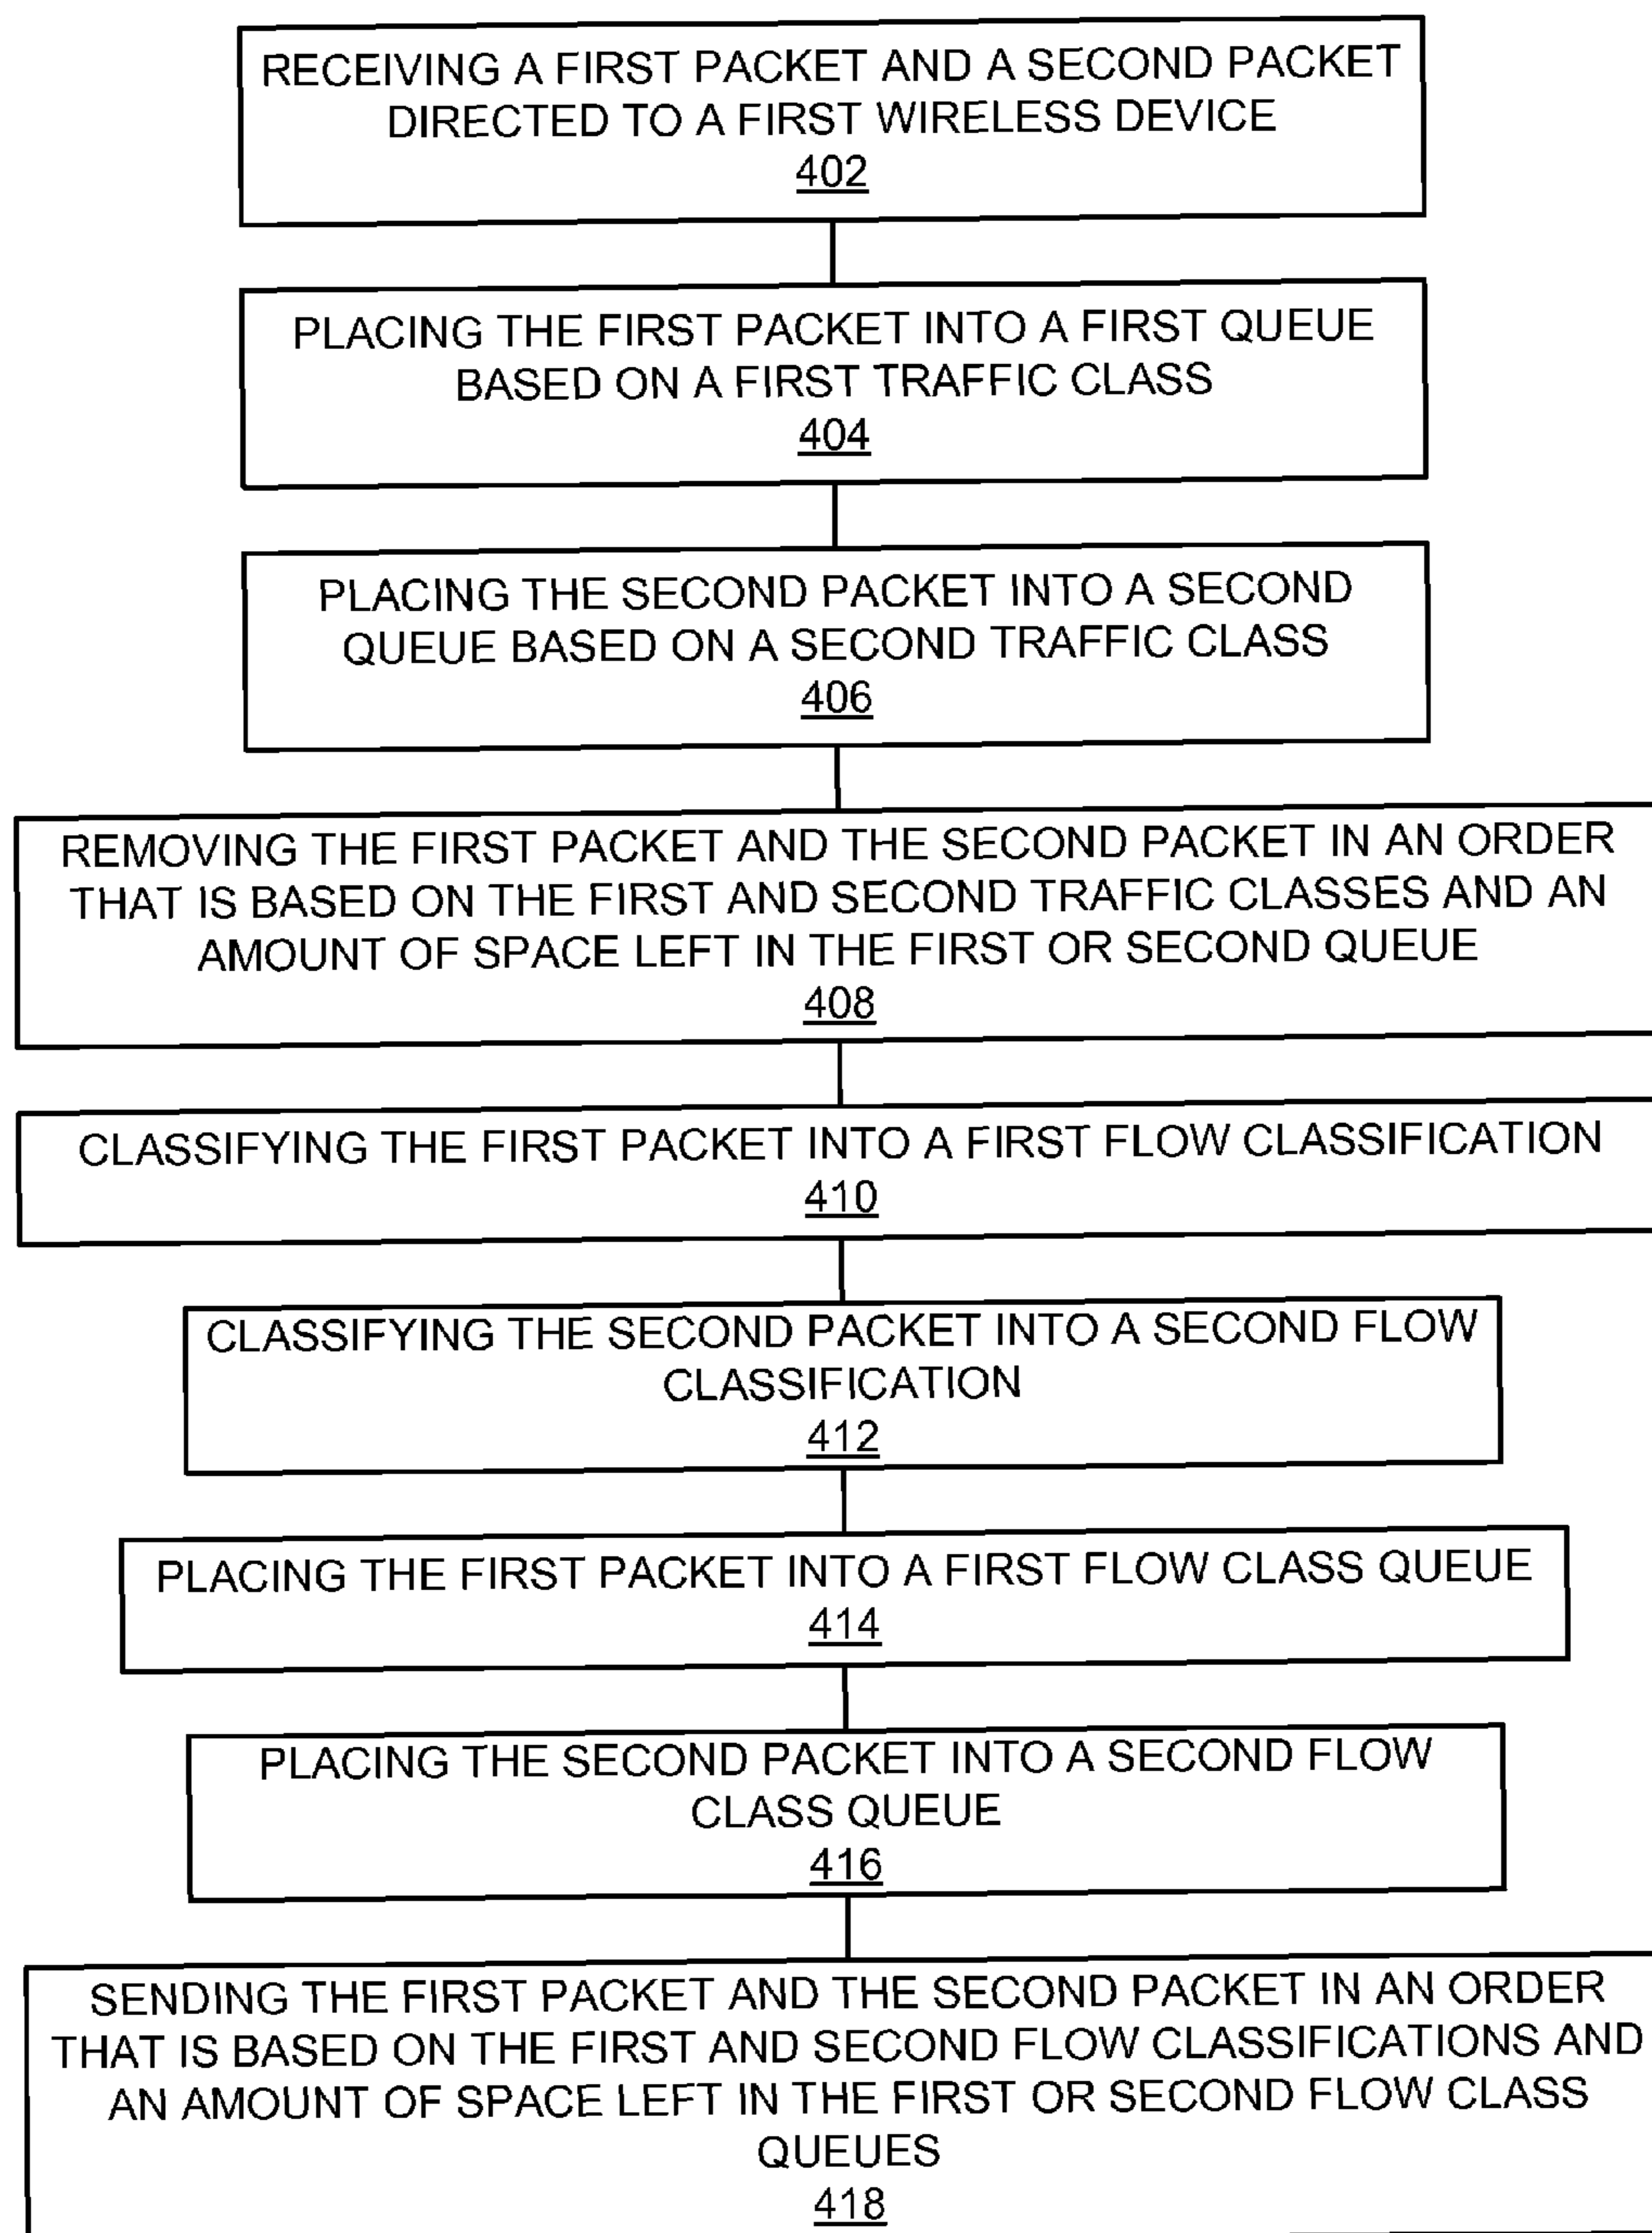 RECEIVING A FIRST PACKET AND A SECOND PACKET
DIRECTED TO A FIRST WIRELESS DEVICE
402
PLACING THE FIRST PACKET INTO A FIRST QUEUE
BASED ON A FIRST TRAFFIC CLASS
404
PLACING THE SECOND PACKET INTO A SECOND
QUEUE BASED ON A SECOND TRAFFIC CLASS
406
REMOVING THE FIRST PACKET AND THE SECOND PACKET IN AN ORDER
THAT IS BASED ON THE FIRST AND SECOND TRAFFIC CLASSES AND AN
AMOUNT OF SPACE LEFT IN THE FIRST OR SECOND QUEUE
408
CLASSIFYING THE FIRST PACKET INTO A FIRST FLOW CLASSIFICATION
410
CLASSIFYING THE SECOND PACKET INTO A SECOND FLOW
CLASSIFICATION
412
PLACING THE FIRST PACKET INTO A FIRST FLOW CLASS QUEUE
414
PLACING THE SECOND PACKET INTO A SECOND FLOW
CLASS QUEUE
416
SENDING THE FIRST PACKET AND THE SECOND PACKET IN AN ORDER
THAT IS BASED ON THE FIRST AND SECOND FLOW CLASSIFICATIONS AND
AN AMOUNT OF SPACE LEFT IN THE FIRST OR SECOND FLOW CLASS
QUEUES
418